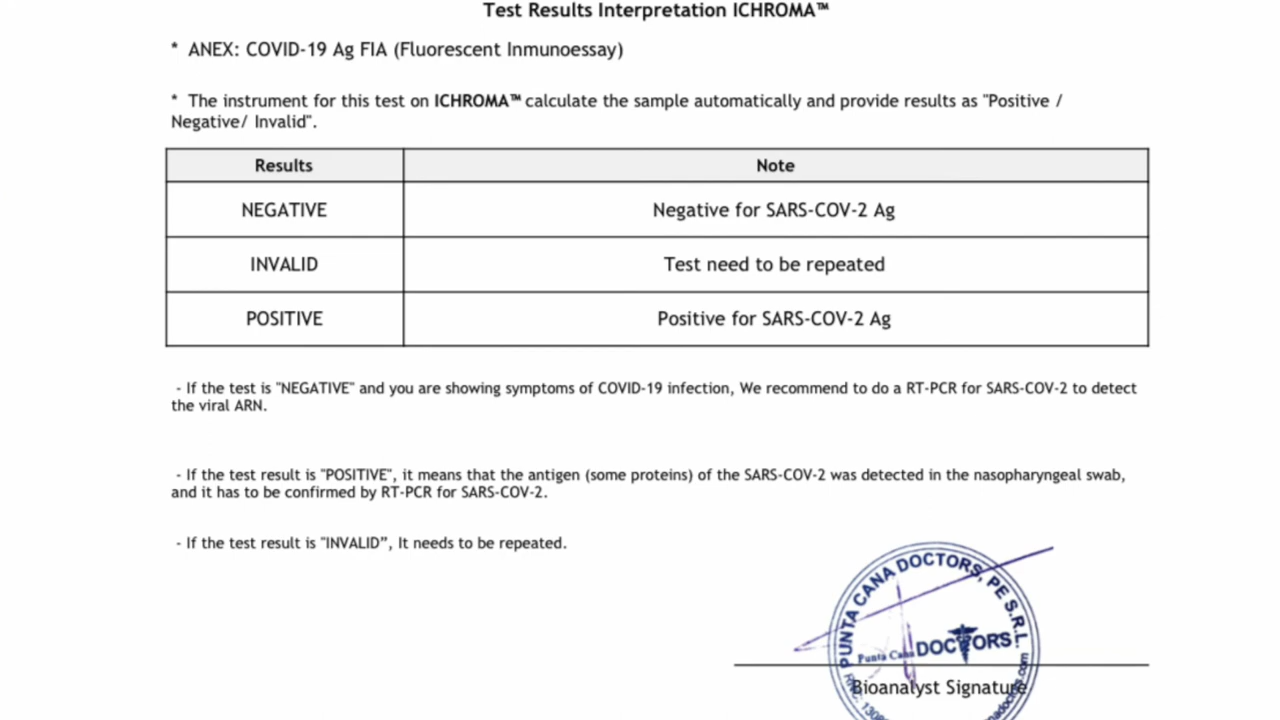 Test Results Interpretation ICHROMA™
* ANEX: COVID-19 Ag FIA (Fluorescent Inmunoessay)
* The instrument for this test on ICHROMA™ calculate the sample automatically and provide results as "Positive /
Negative/ Invalid".
Results Note
NEGATIVE Negative for SARS-COV-2 Ag
INVALID Test need to be repeated
POSITIVE Positive for SARS-COV-2 Ag
- If the test is "NEGATIVE" and you are showing symptoms of COVID-19 infection, We recommend to do a RT-PCR for SARS-COV-2 to detect
the viral ARN.
- If the test result is "POSITIVE", it means that the antigen (some proteins) of the SARS-COV-2 was detected in the nasopharyngeal swab,
and it has to be confirmed by RT-PCR for SARS-COV-2.
- If the test result is "INVALID”, It needs to be repeated.
PUNTA CANA DOCTORS, PE S.R.L.
Punta Cana DOCTORS
Bioanalyst Signature